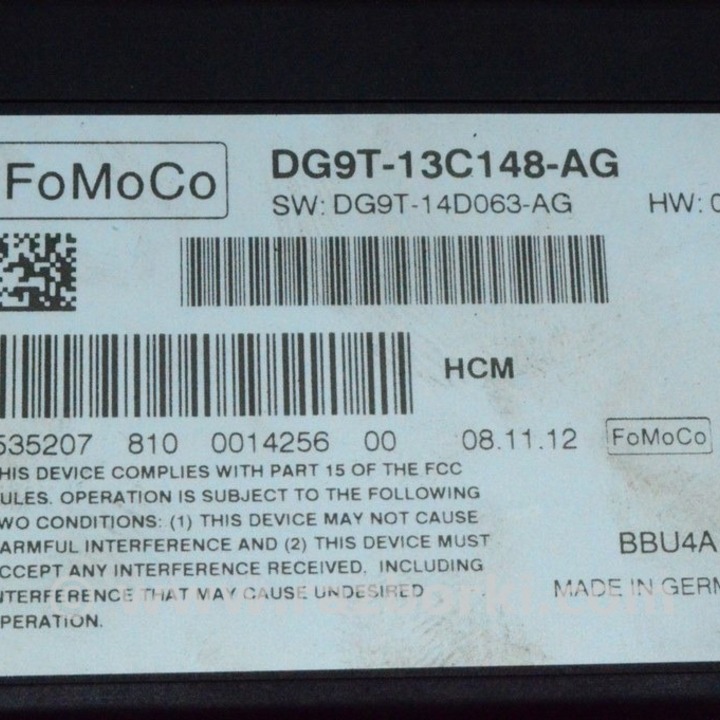 FoMoCo
DG9T-13C148-AG
SW: DG9T-14D063-AG HW: 0
HCM
535207 810 0014256 00 08.11.12 FoMoCo
HIS DEVICE COMPLIES WITH PART 15 OF THE FCC
ULES. OPERATION IS SUBJECT TO THE FOLLOWING
WO CONDITIONS: (1) THIS DEVICE MAY NOT CAUSE
ARMFUL INTERFERENCE AND (2) THIS DEVICE MUST
CCEPT ANY INTERFERENCE RECEIVED, INCLUDING
NTERFERENCE THAT MAY CAUSE UNDESIRED
PERATION.
BBU4A
MADE IN GERM